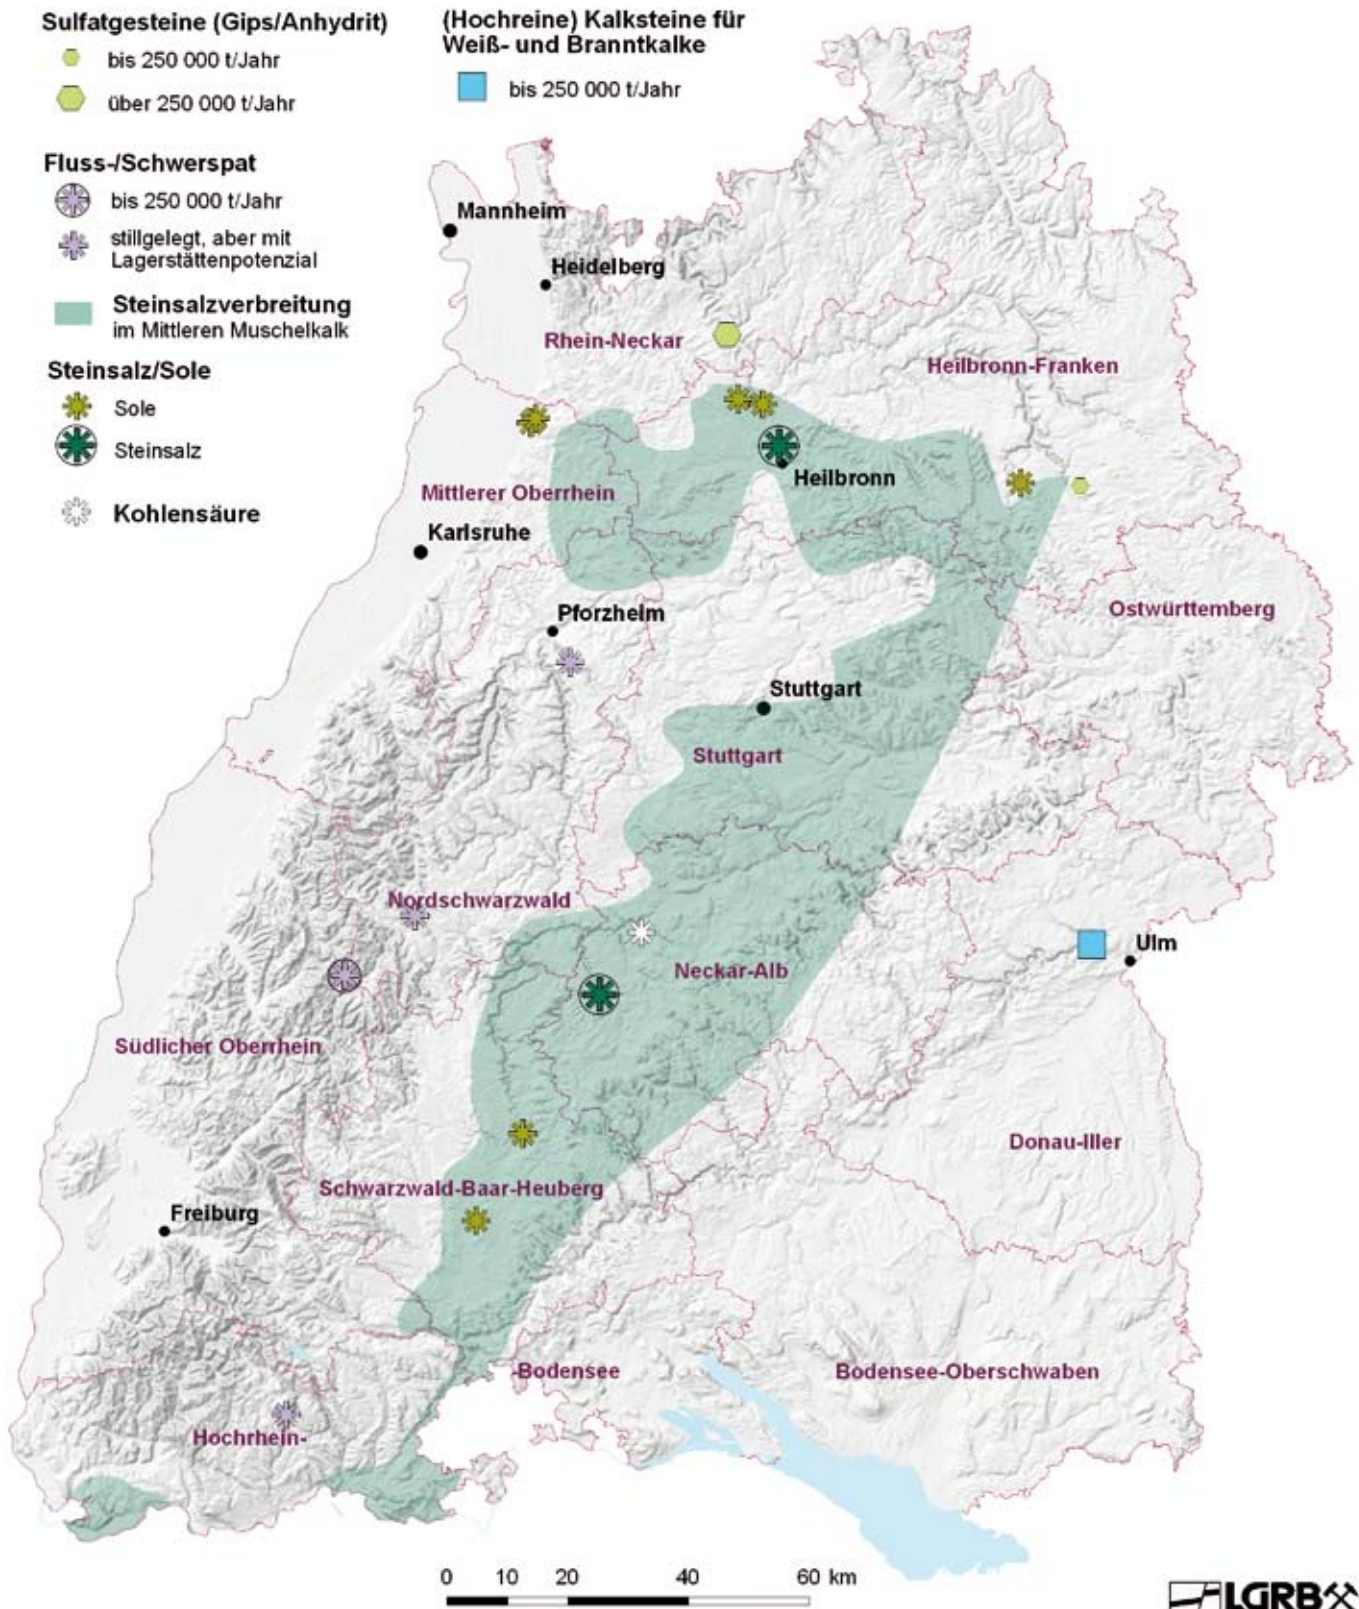 Sulfatgesteine (Gips/Anhydrit)
bis 250 000 t/Jahr
über 250 000 t/Jahr
Fluss-/Schwerspat
bis 250 000 t/Jahr
stillgelegt, aber mit
Lagerstättenpotenzial
Steinsalzverbreitung
im Mittleren Muschelkalk
Steinsalz/Sole
Sole
Steinsalz
Kohlensäure
(Hochreine) Kalksteine für
Weiß- und Branntkalke
bis 250 000 t/Jahr
Mannheim
Heidelberg
Rhein-Neckar
Heilbronn-Franken
Heilbronn
Mittlerer Oberrhein
Karlsruhe
Pforzheim
Ostwürttemberg
Stuttgart
Stuttgart
Nordschwarzwald
Ulm
Neckar-Alb
Südlicher Oberrhein
Donau-Iller
Schwarzwald-Baar-Heuberg
Freiburg
-Bodensee
Bodensee-Oberschwaben
Hochrhein-
0 10 20 40 60 km
LGRB